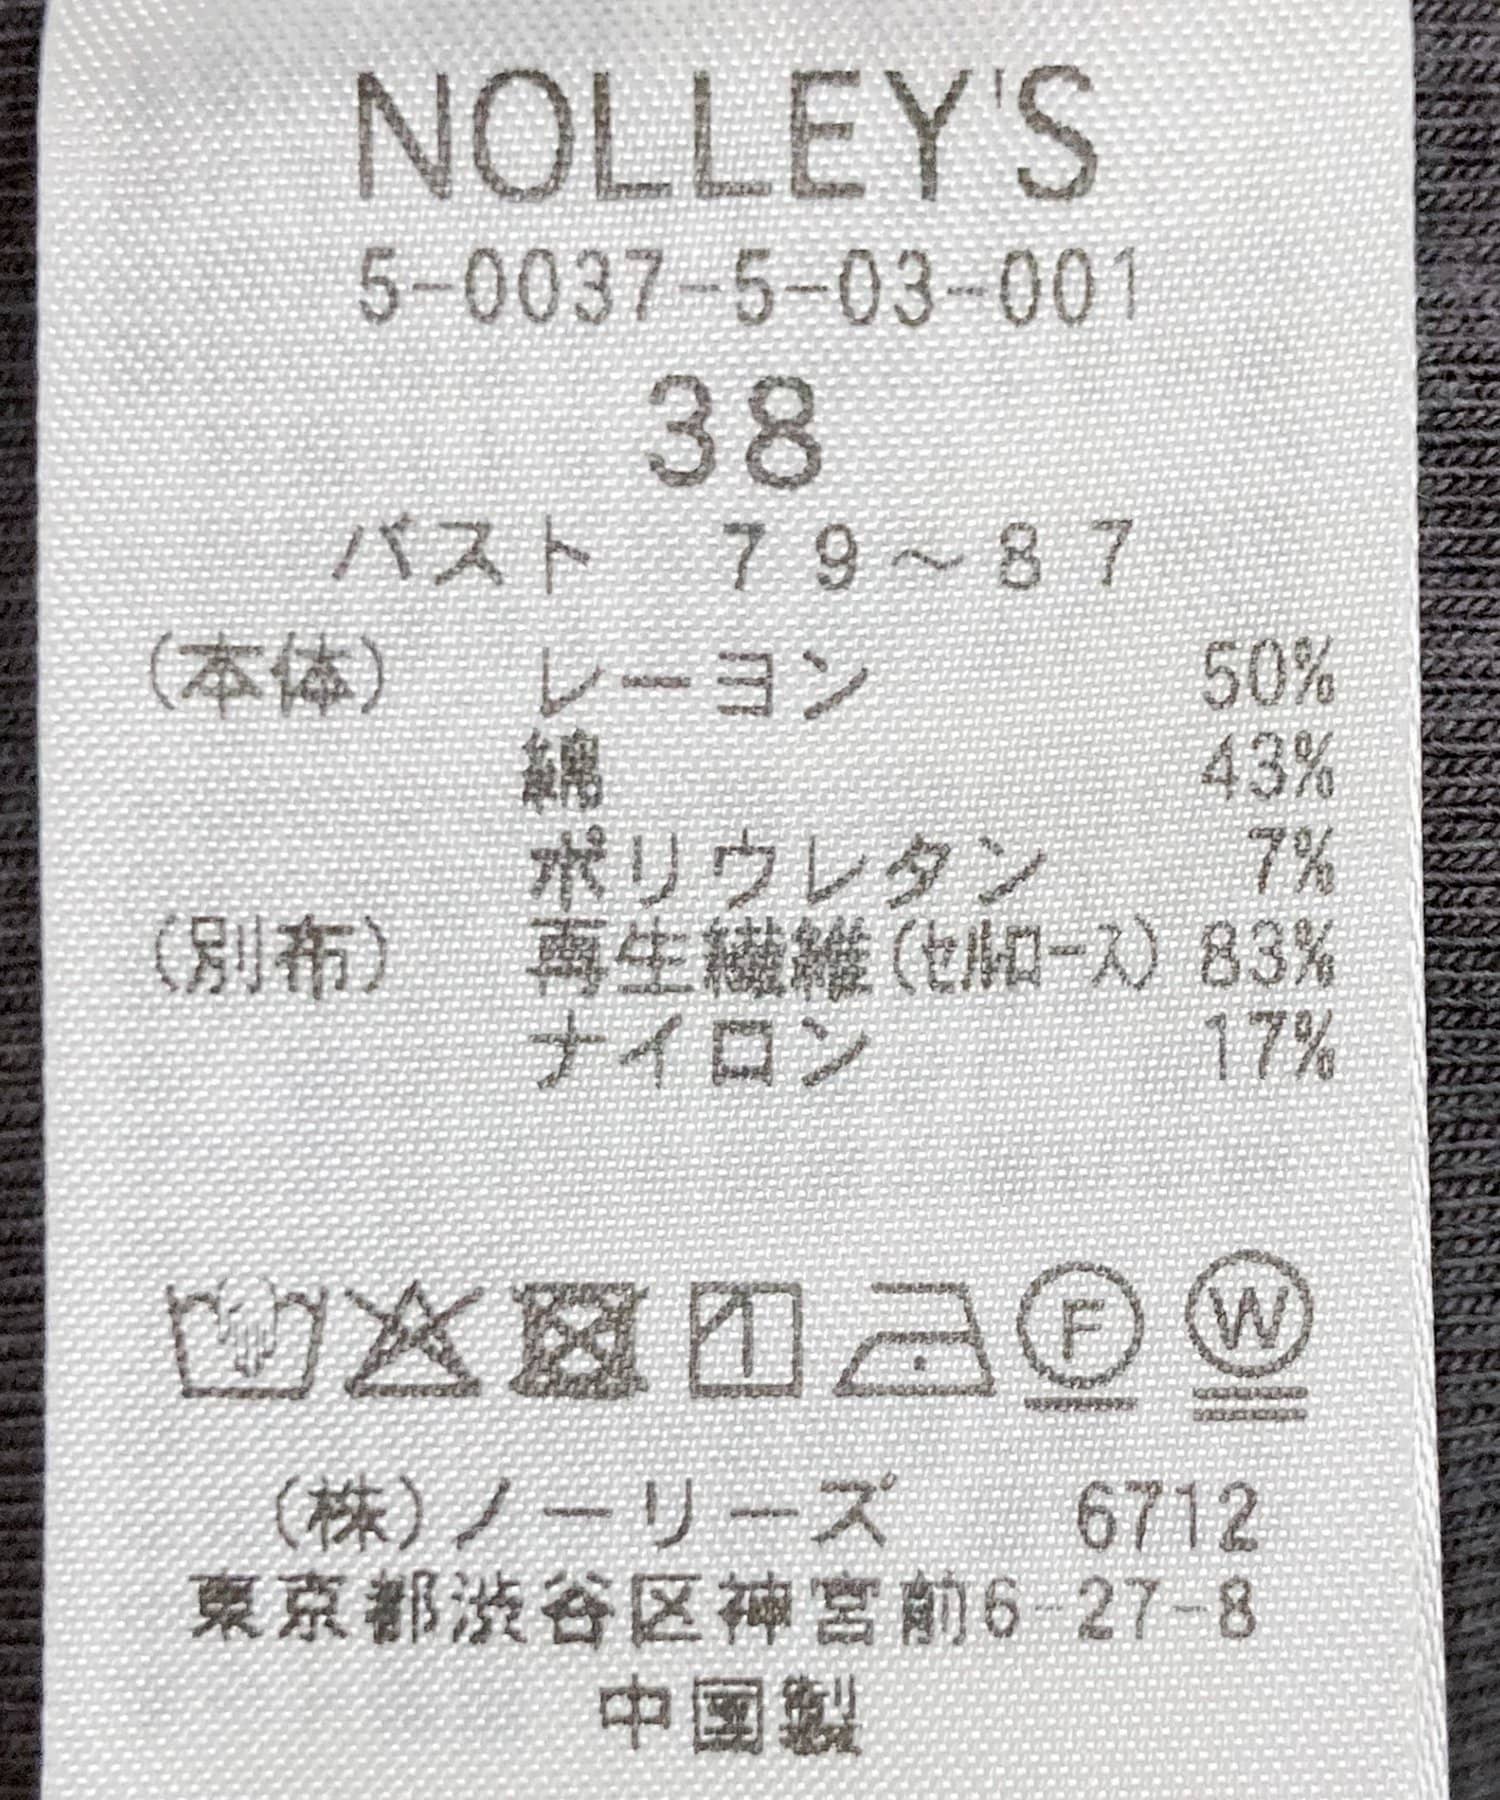 NOLLEY'S
5-0037-5-03-001
38
バスト 79～87
(本体) レーヨン 50%
綿 43%
ポリウレタン 7%
(別布) 再生繊維(セルロース) 83%
ナイロン 17%
F W
(株)ノーリーズ 6712
東京都渋谷区神宮前6-27-8
中国製